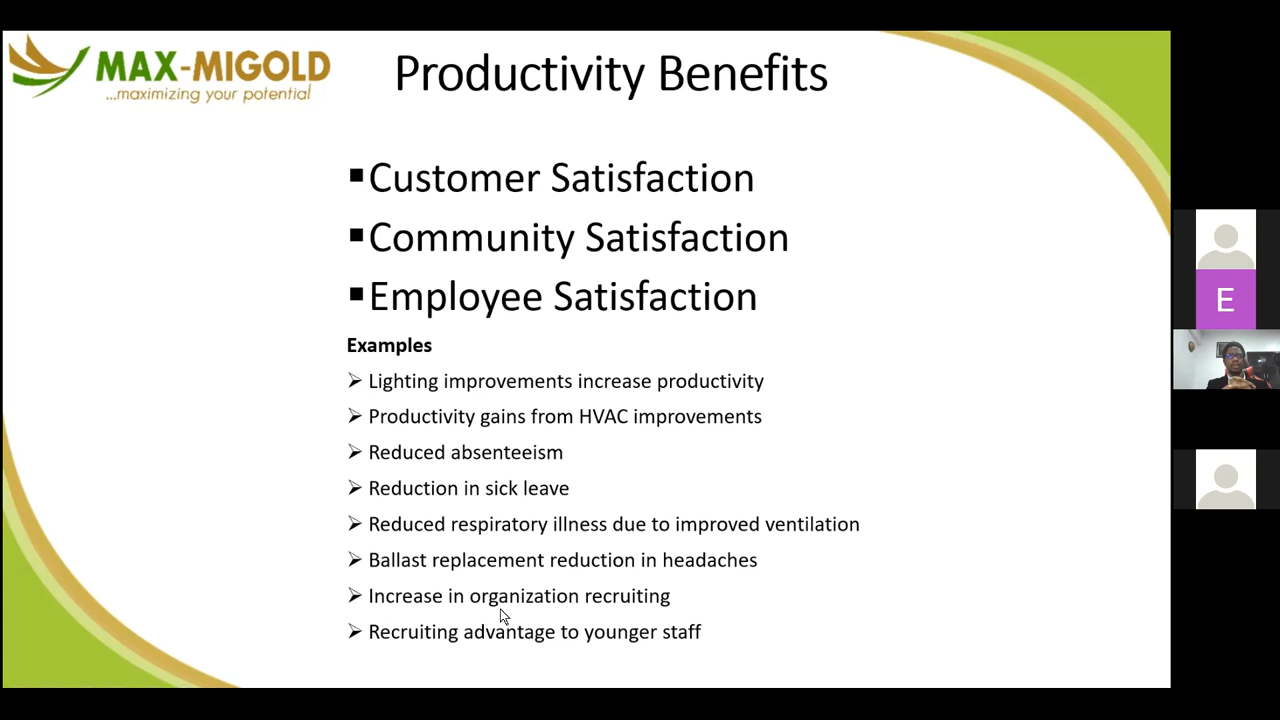 MAX-MIGOLD
...maximizing your potential
Productivity Benefits
▪Customer Satisfaction
▪Community Satisfaction
▪Employee Satisfaction
Examples
➢ Lighting improvements increase productivity
➢ Productivity gains from HVAC improvements
➢ Reduced absenteeism
➢ Reduction in sick leave
➢ Reduced respiratory illness due to improved ventilation
➢ Ballast replacement reduction in headaches
➢ Increase in organization recruiting
➢ Recruiting advantage to younger staff
E